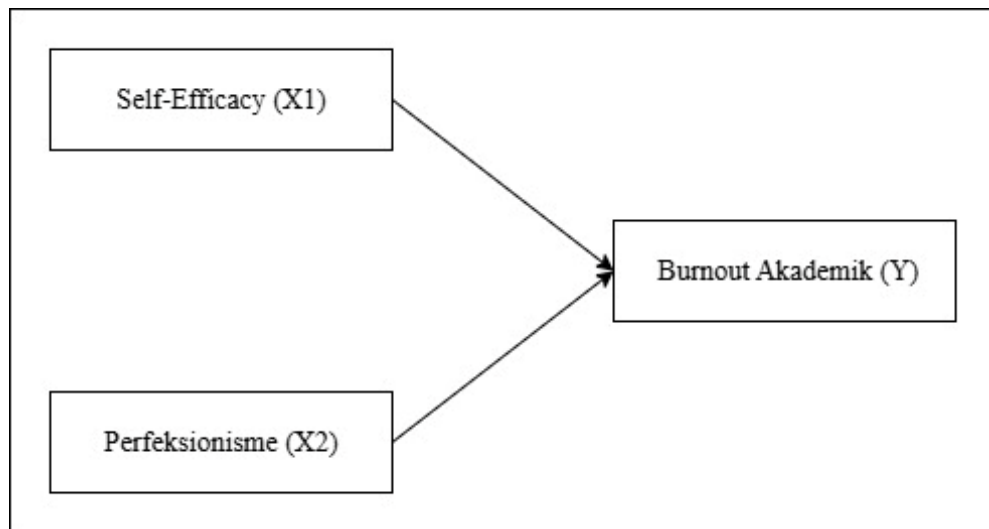 Self-Efficacy (X1)
Burnout Akademik (Y)
Perfeksionisme (X2)